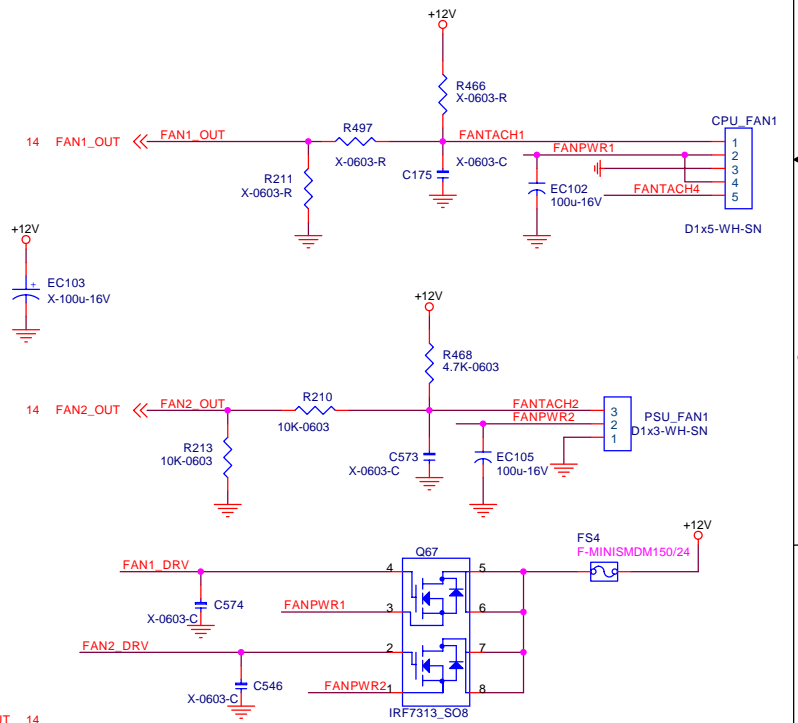 +12V
R466
X-0603-R
CPU_FAN1
14 FAN1_OUT FAN1_OUT R497 FANTACH1 1
X-0603-R X-0603-C FANPWR1 2
R211
X-0603-R
C175
3
EC102
100u-16V
4
FANTACH4 5
D1x5-WH-SN
+12V
+
EC103
X-100u-16V
+12V
R468
4.7K-0603
14 FAN2_OUT FAN2_OUT R210 FANTACH2 3
10K-0603 FANPWR2 2
PSU_FAN1
D1x3-WH-SN
1
R213
10K-0603
C573
X-0603-C
EC105
100u-16V
+12V
FS4
F-MINISMDM150/24
Q67
FAN1_DRV 4 5
C574
X-0603-C
FANPWR1 3 6
FAN2_DRV 2 7
C546
X-0603-C
FANPWR2 1 8
IRF7313_SO8
14